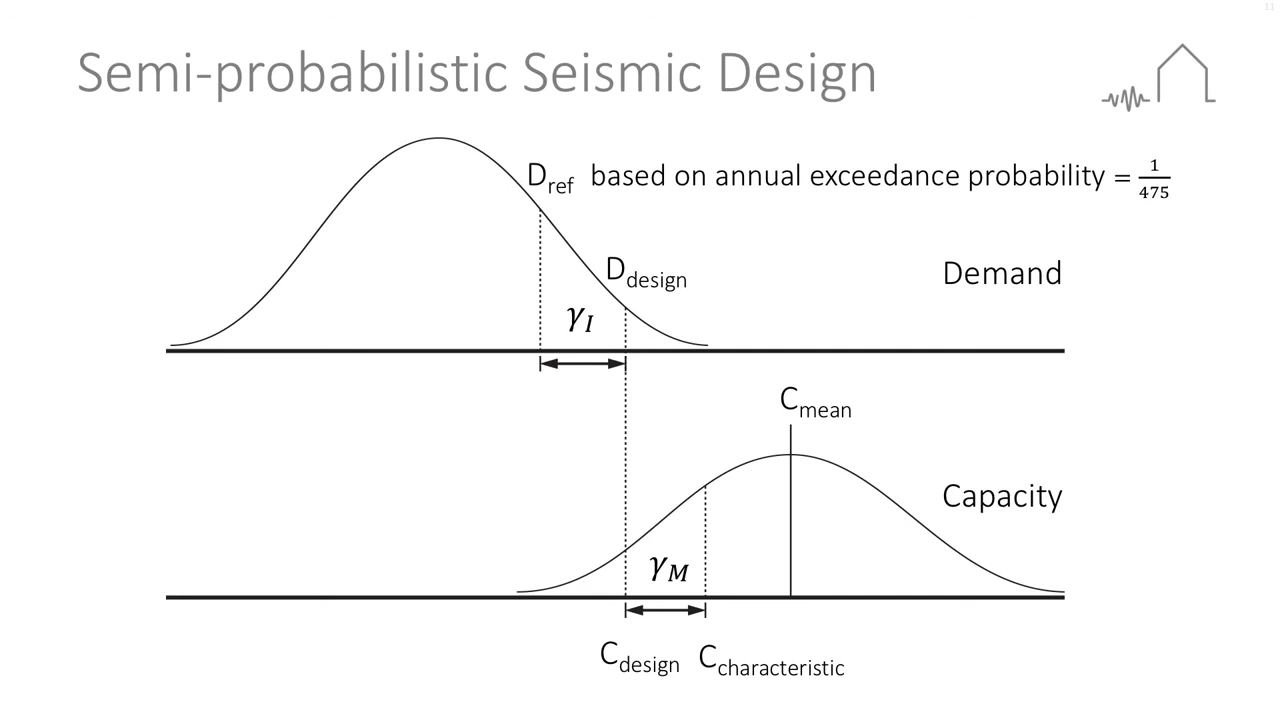 11
Semi-probabilistic Seismic Design
D_ref based on annual exceedance probability = 1/475
D_design
Demand
γ_I
C_mean
Capacity
γ_M
C_design C_characteristic